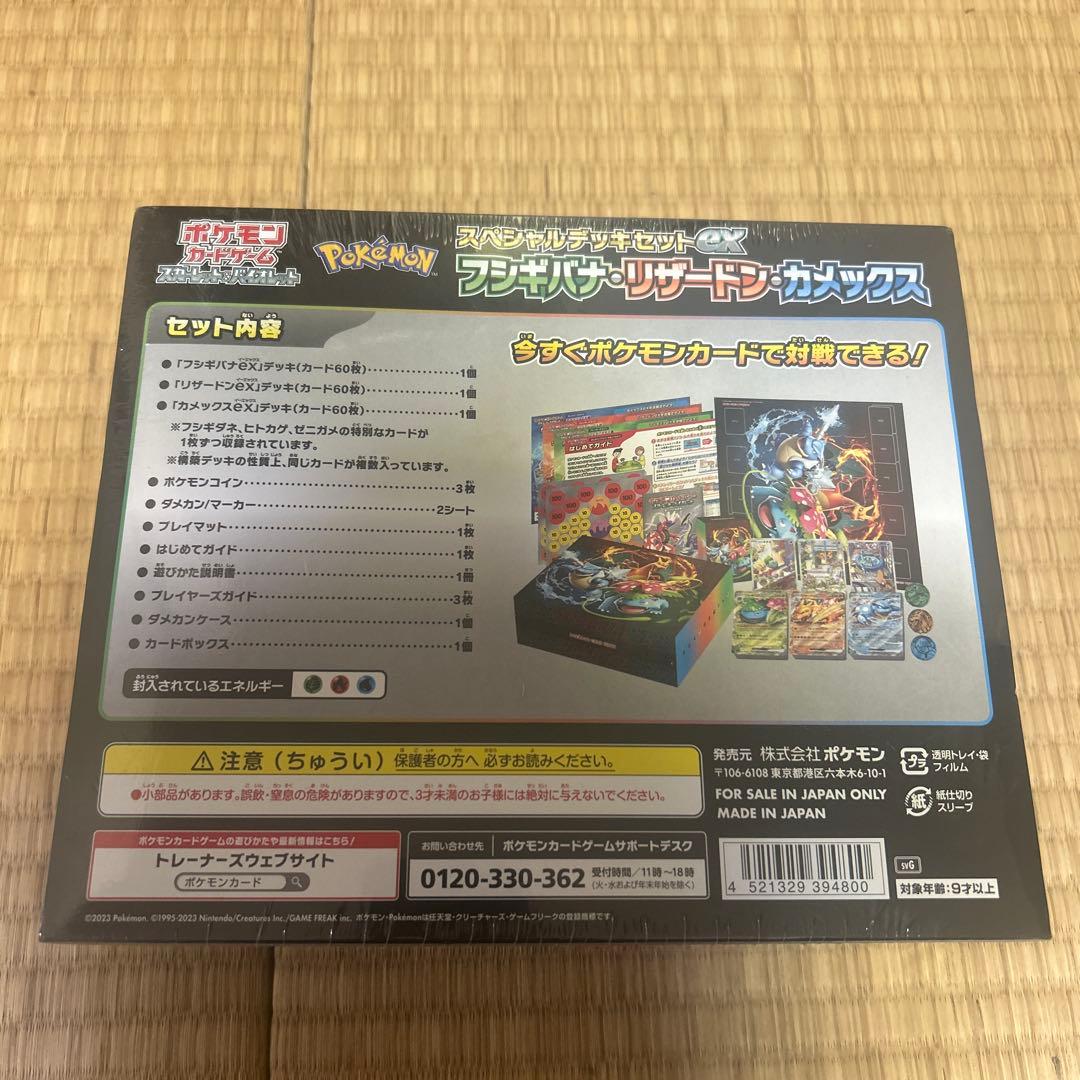 ポケモン
カードゲーム
スカーレット&バイオレット
POKéMON
スペシャルデッキセットex
フシギバナ・リザードン・カメックス
セット内容
今すぐポケモンカードで対戦できる!
●「フシギバナex」デッキ(カード60枚)…………1個
●「リザードンex」デッキ(カード60枚)…………1個
●「カメックスex」デッキ(カード60枚)…………1個
※フシギダネ、ヒトカゲ、ゼニガメの特別なカードが
1枚ずつ収録されています。
※構築デッキの性質上、同じカードが複数入っています。
●ポケモンコイン…………3枚
●ダメカン/マーカー…………2シート
●プレイマット…………1枚
●はじめてガイド…………1枚
●遊びかた説明書…………1冊
●プレイヤーズガイド…………3枚
●ダメカンケース…………1個
●カードボックス…………1個
封入されているエネルギー
はじめてガイド
⚠注意(ちゅうい) 保護者の方へ 必ずお読みください。
●小部品があります。誤飲・窒息の危険がありますので、3才未満のお子様には絶対に与えないでください。
発売元 株式会社ポケモン
〒106-6108 東京都港区六本木6-10-1
FOR SALE IN JAPAN ONLY
MADE IN JAPAN
プラ 透明トレイ・袋
フィルム
紙 紙仕切り
スリーブ
ポケモンカードゲームの遊びかたや最新情報はこちら!
トレーナーズウェブサイト
ポケモンカード
お問い合わせ先 ポケモンカードゲームサポートデスク
0120-330-362 受付時間/11時~18時
(火・水および年末年始を除く)
4 521329 394800
svG
対象年齢:9才以上
©2023 Pokémon. ©1995-2023 Nintendo/Creatures Inc./GAME FREAK inc. ポケモン・Pokémonは任天堂・クリーチャーズ・ゲームフリークの登録商標です。